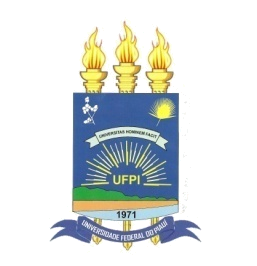 UNIVERSITAS HOMINEM FACIT
UFPI
1971
UNIVERSIDADE FEDERAL DO PIAUÍ